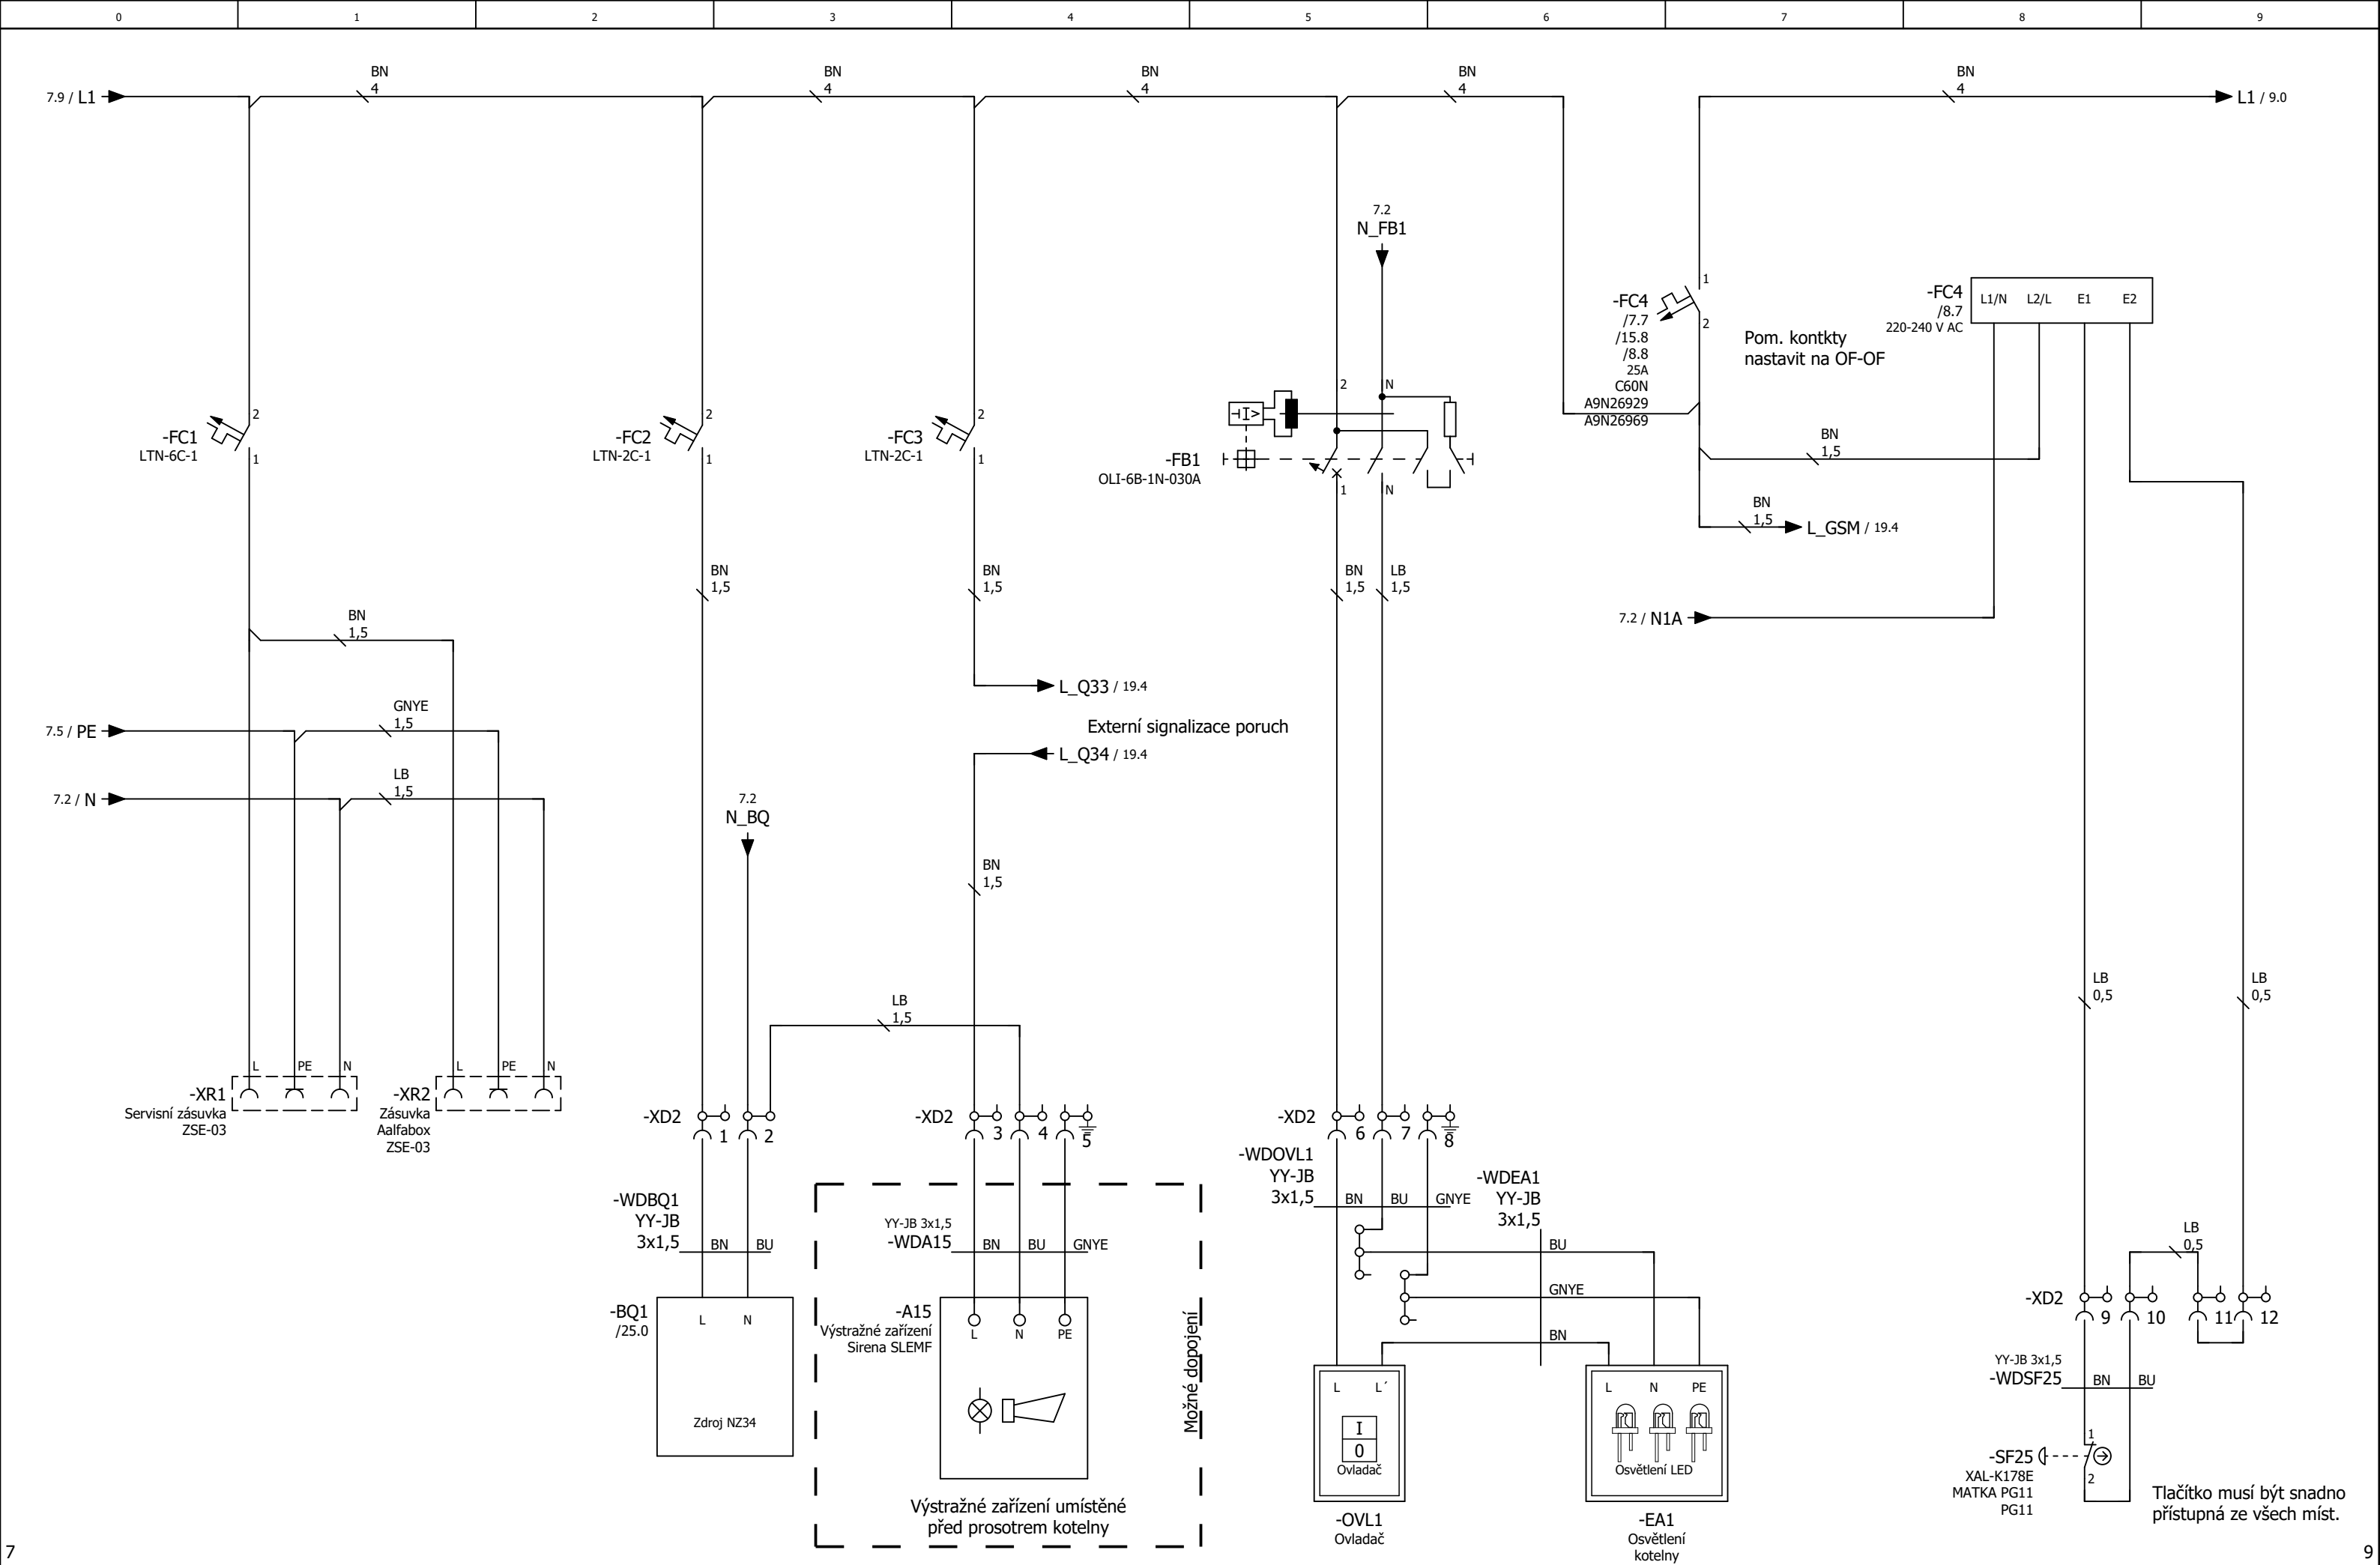 0 1 2 3 4 5 6 7 8 9
7.9 / L1
BN
4
BN
4
BN
4
BN
4
BN
4
L1 / 9.0
7.2
N_FB1
-FC1
LTN-6C-1
2
1
-FC2
LTN-2C-1
2
1
-FC3
LTN-2C-1
2
1
-FB1
OLI-6B-1N-030A
I>
2
N
1
N
-FC4
/7.7
/15.8
/8.8
25A
C60N
A9N26929
A9N26969
1
2
Pom. kontkty
nastavit na OF-OF
-FC4
/8.7
220-240 V AC
L1/N L2/L E1 E2
BN
1,5
BN
1,5
L_GSM / 19.4
7.2 / N1A
BN
1,5
BN
1,5
BN
1,5
LB
1,5
BN
1,5
7.5 / PE
GNYE
1,5
7.2 / N
LB
1,5
L_Q33 / 19.4
Externí signalizace poruch
L_Q34 / 19.4
7.2
N_BQ
BN
1,5
LB
1,5
LB
0,5
LB
0,5
-XR1
Servisní zásuvka
ZSE-03
L PE N
-XR2
Zásuvka
Aalfabox
ZSE-03
L PE N
-XD2
1 2
-XD2
3 4 5
-XD2
6 7 8
-WDBQ1
YY-JB
3x1,5
BN BU
YY-JB 3x1,5
-WDA15
BN BU GNYE
-WDOVL1
YY-JB
3x1,5
BN BU GNYE
-WDEA1
YY-JB
3x1,5
BU
GNYE
BN
-BQ1
/25.0
L N
Zdroj NZ34
-A15
Výstražné zařízení
Sirena SLEMF
L N PE
Možné dopojení
Výstražné zařízení umístěné
před prosotrem kotelny
L L´
I
0
Ovladač
-OVL1
Ovladač
L N PE
Osvětlení LED
-EA1
Osvětlení
kotelny
LB
0,5
-XD2
9 10 11 12
YY-JB 3x1,5
-WDSF25
BN BU
-SF25
XAL-K178E
MATKA PG11
PG11
1
2
Tlačítko musí být snadno
přístupná ze všech míst.
7
9